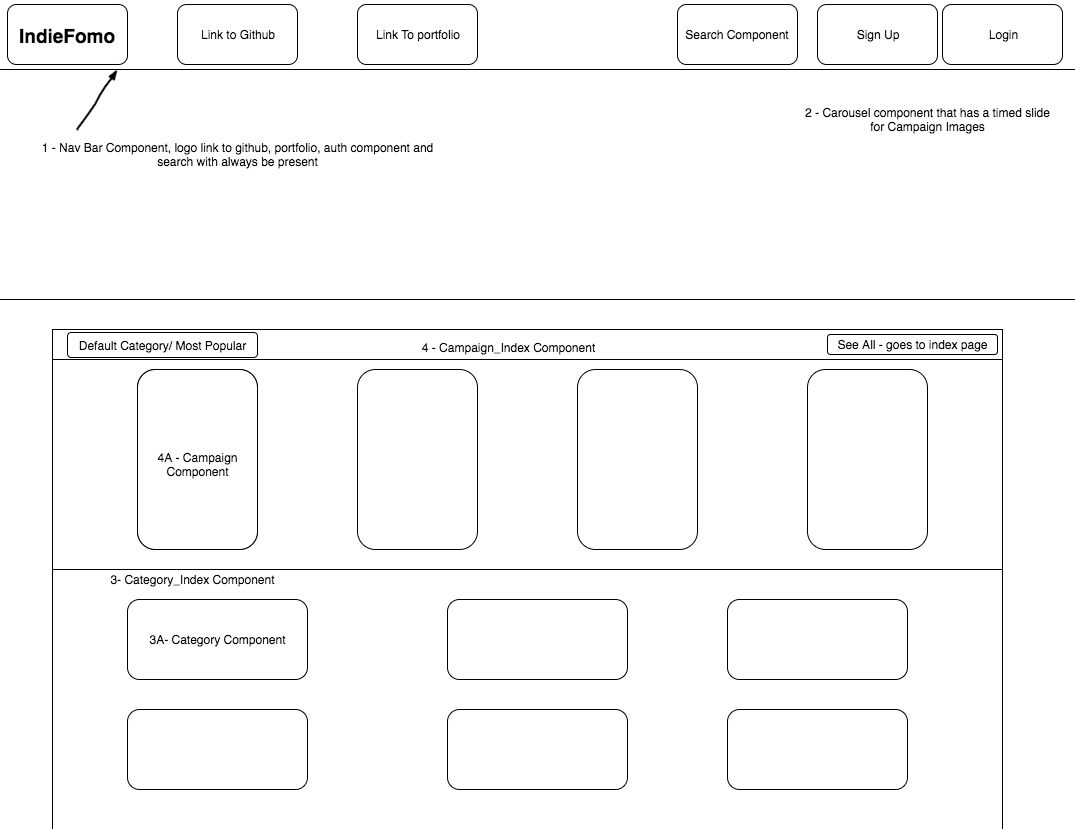 IndieFomo
Link to Github
Link To portfolio
Search Component
Sign Up
Login
2 - Carousel component that has a timed slide
for Campaign Images
1 - Nav Bar Component, logo link to github, portfolio, auth component and
search with always be present
Default Category/ Most Popular
4 - Campaign_Index Component
See All - goes to index page
4A - Campaign
Component
3- Category_Index Component
3A- Category Component